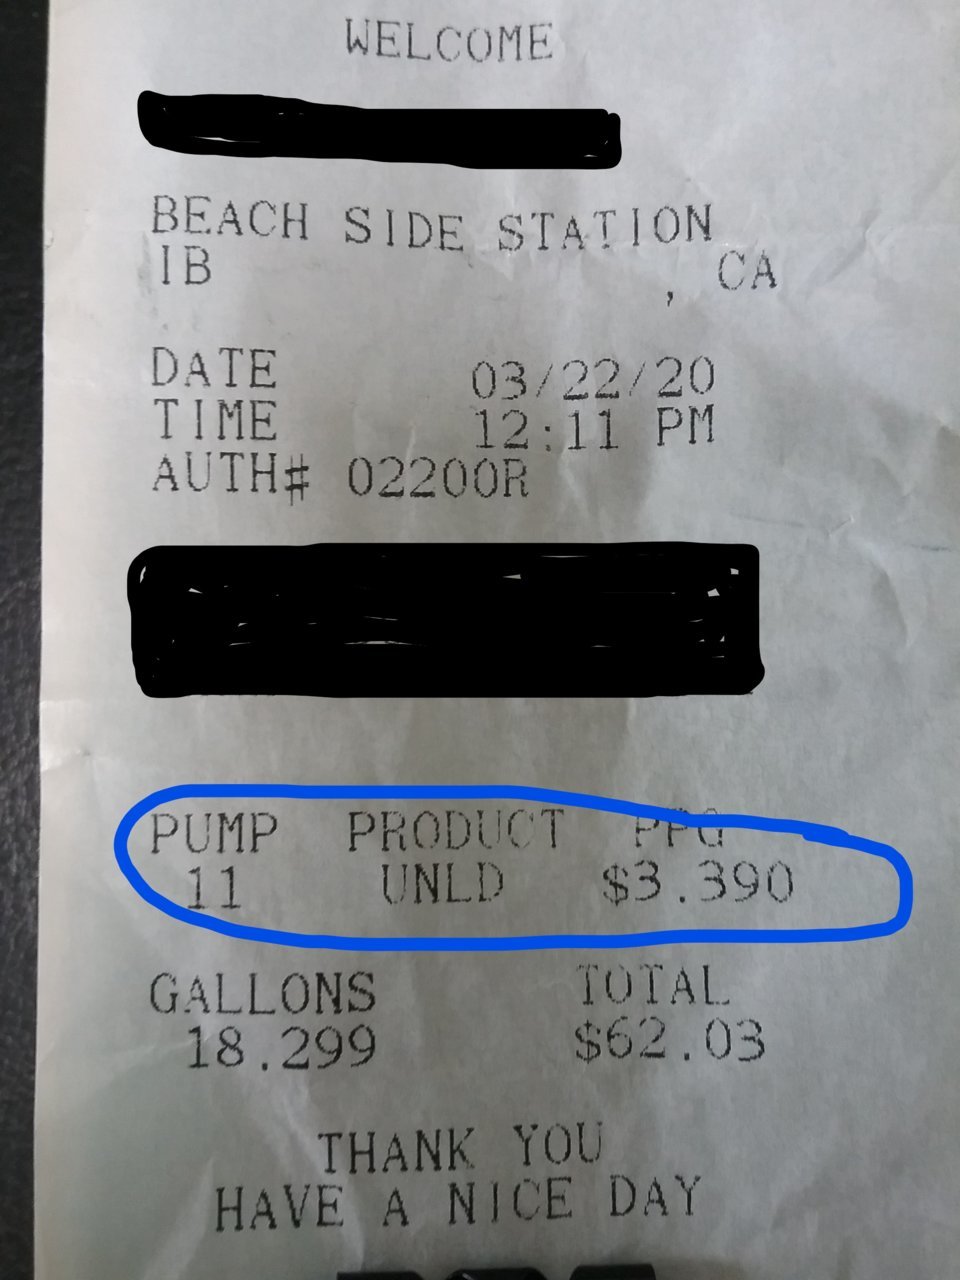 WELCOME
BEACH SIDE STATION
IB , CA
DATE 03/22/20
TIME 12:11 PM
AUTH# 02200R
PUMP PRODUCT PPG
11 UNLD $3.390
GALLONS TOTAL
18.299 $62.03
THANK YOU
HAVE A NICE DAY